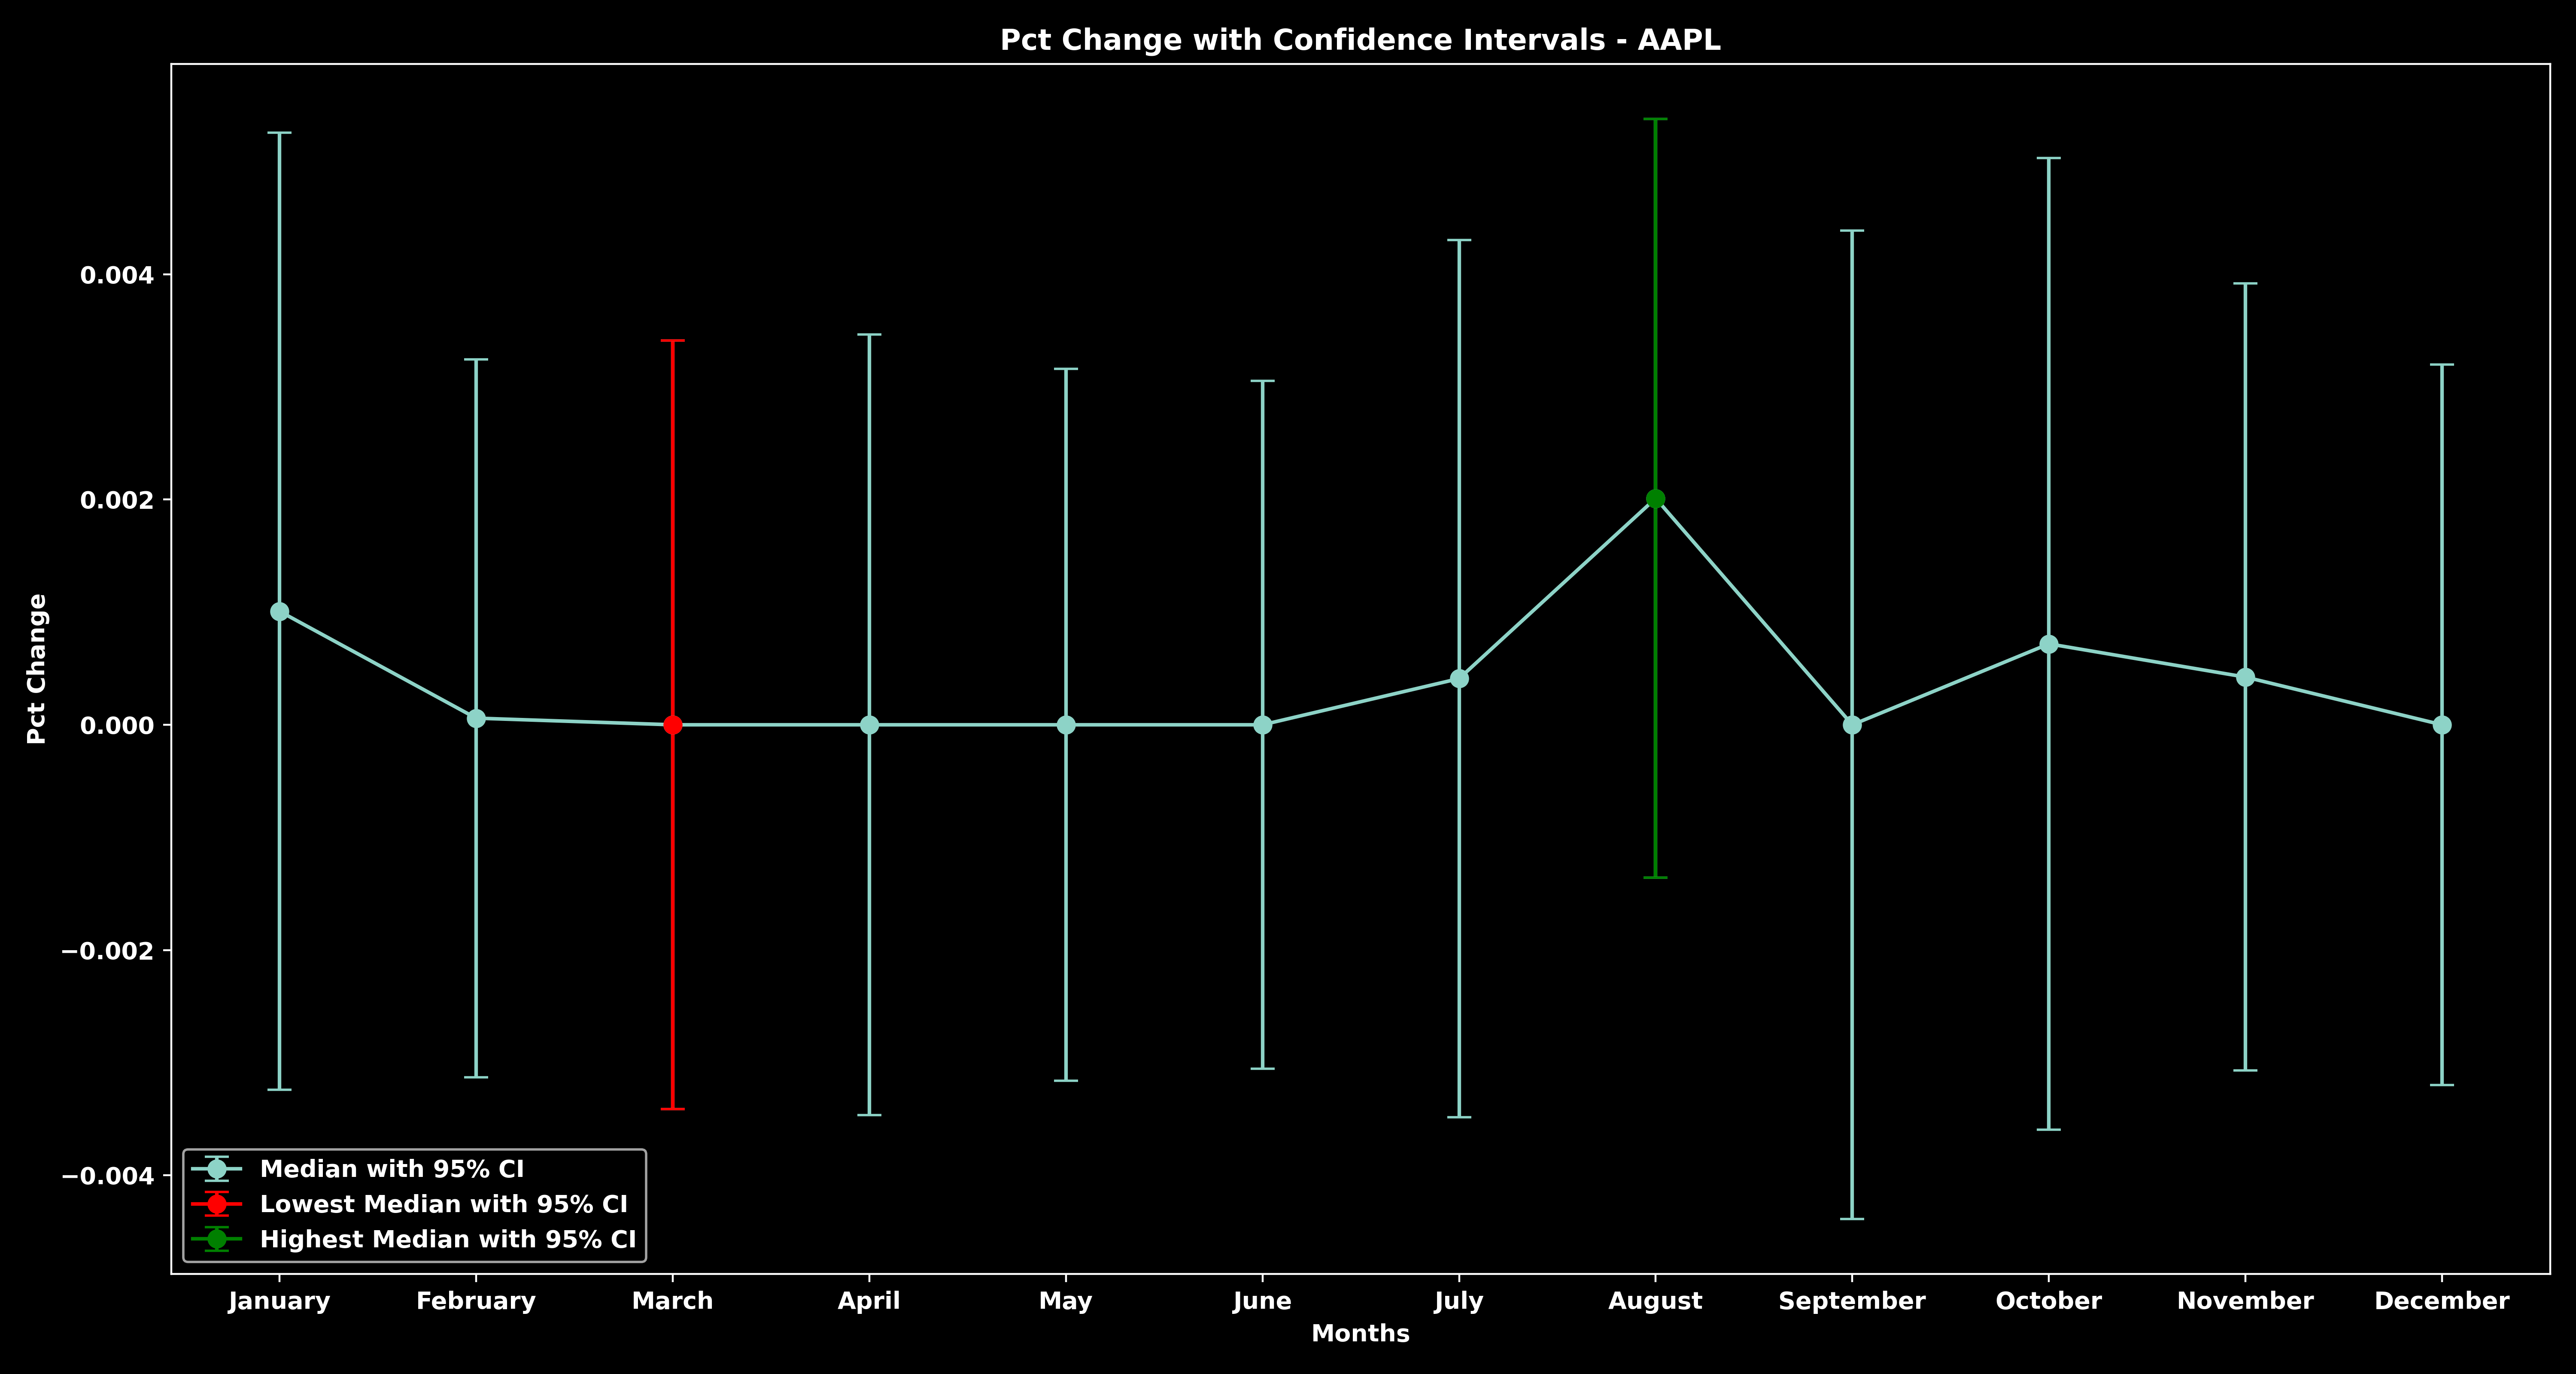 Pct Change with Confidence Intervals - AAPL
Pct Change
0.004
0.002
0.000
−0.002
−0.004
Median with 95% CI
Lowest Median with 95% CI
Highest Median with 95% CI
January February March April May June July August September October November December
Months